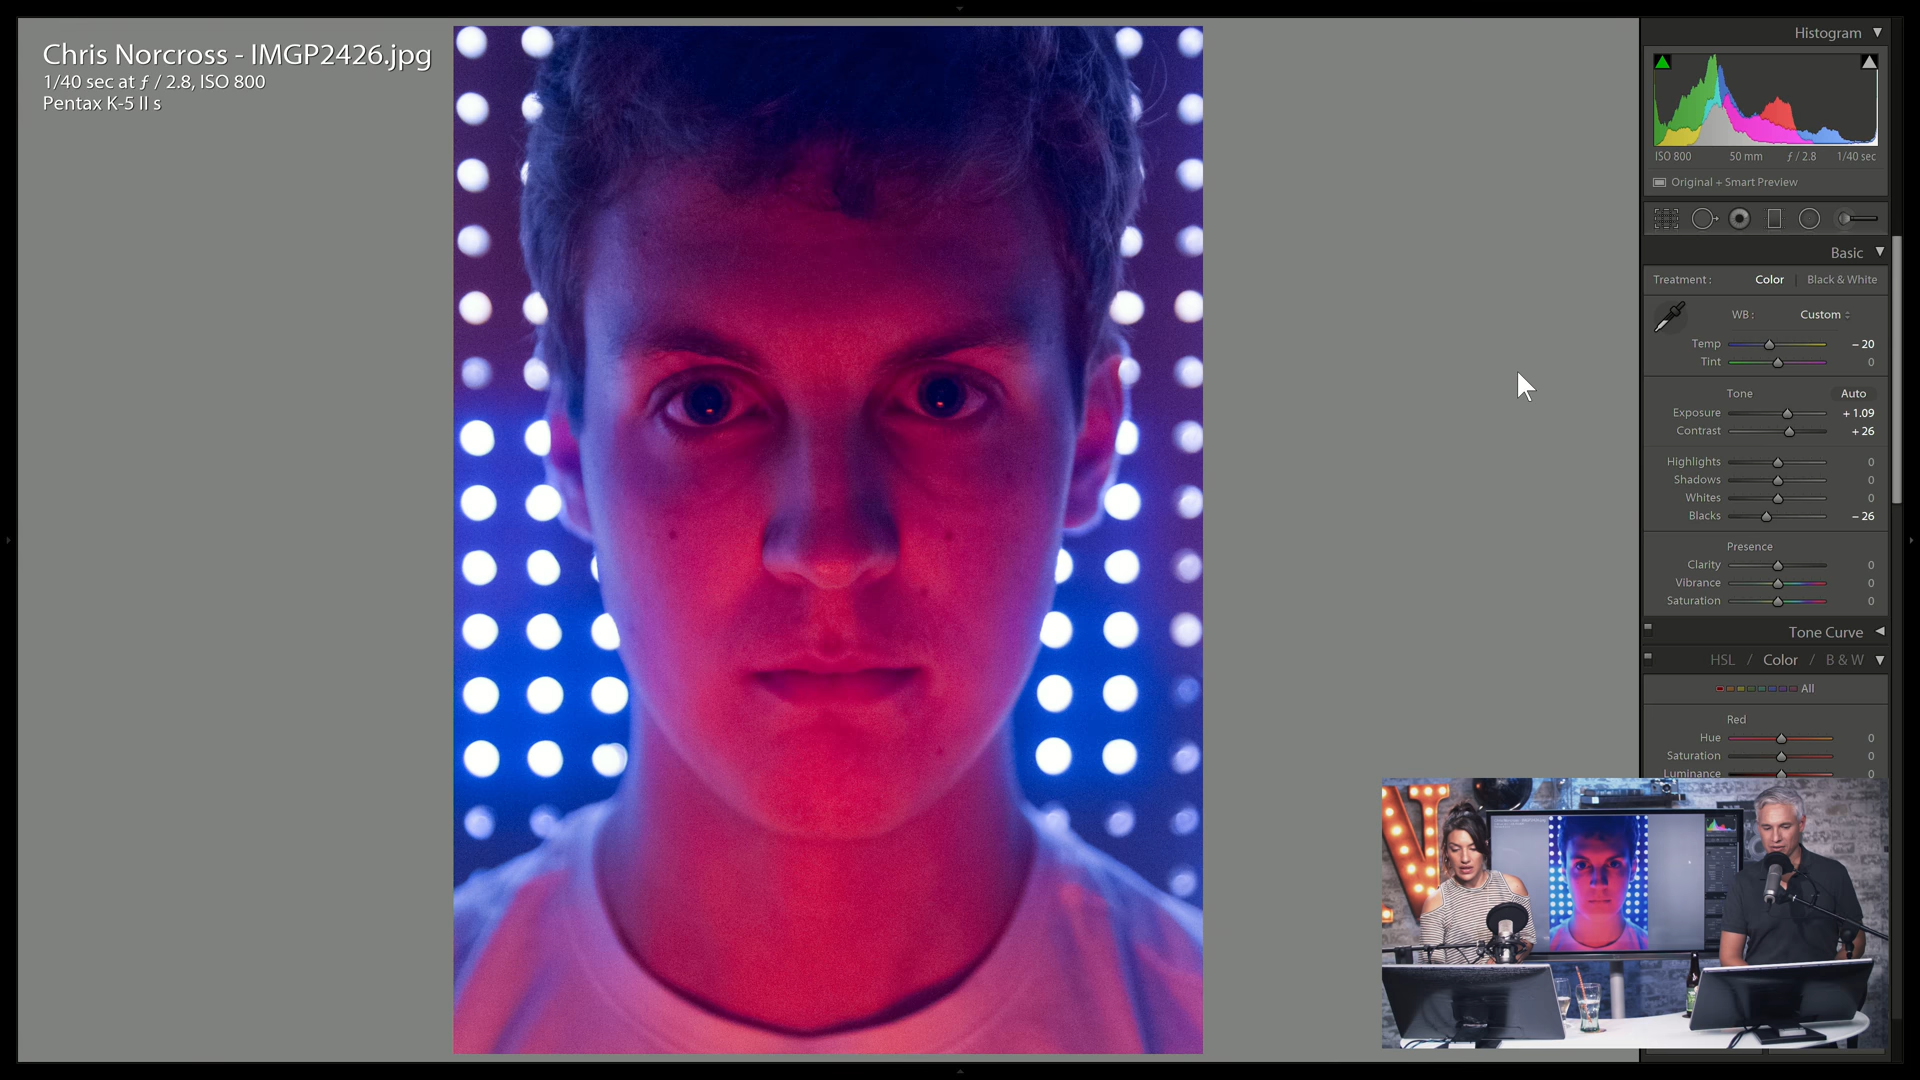 Chris Norcross - IMGP2426.jpg
1/40 sec at ƒ / 2.8, ISO 800
Pentax K-5 II s
Histogram
ISO 800 50 mm ƒ / 2.8 1/40 sec
Original + Smart Preview
Basic
Treatment : Color | Black & White
WB : Custom
Temp - 20
Tint 0
Tone Auto
Exposure + 1.09
Contrast + 26
Highlights 0
Shadows 0
Whites 0
Blacks - 26
Presence
Clarity 0
Vibrance 0
Saturation 0
Tone Curve
HSL / Color / B & W
All
Red
Hue 0
Saturation 0
Luminance 0